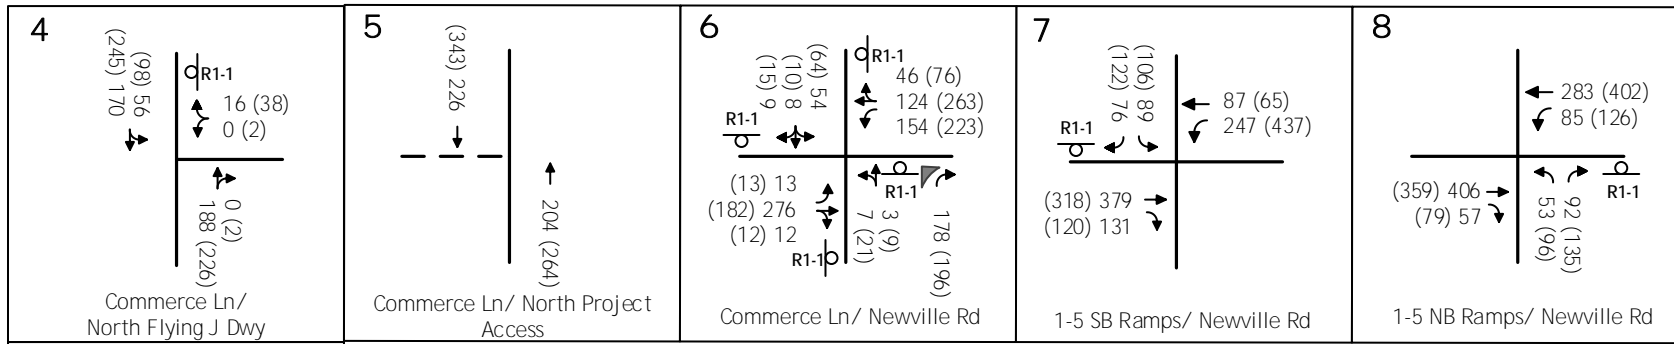 4
(98) 56
(245) 170
R1-1
16 (38)
0 (2)
0 (2)
188 (226)
Commerce Ln/
North Flying J Dwy
5
(343) 226
204 (264)
Commerce Ln/ North Project
Access
6
(64) 54
(10) 8
(15) 9
R1-1
46 (76)
124 (263)
154 (223)
R1-1
(13) 13
(182) 276
(12) 12
R1-1
R1-1
7 (21)
3 (9)
178 (196)
Commerce Ln/ Newville Rd
7
(106) 89
(122) 76
R1-1
87 (65)
247 (437)
(318) 379
(120) 131
1-5 SB Ramps/ Newville Rd
8
283 (402)
85 (126)
(359) 406
(79) 57
R1-1
92 (135)
53 (96)
1-5 NB Ramps/ Newville Rd